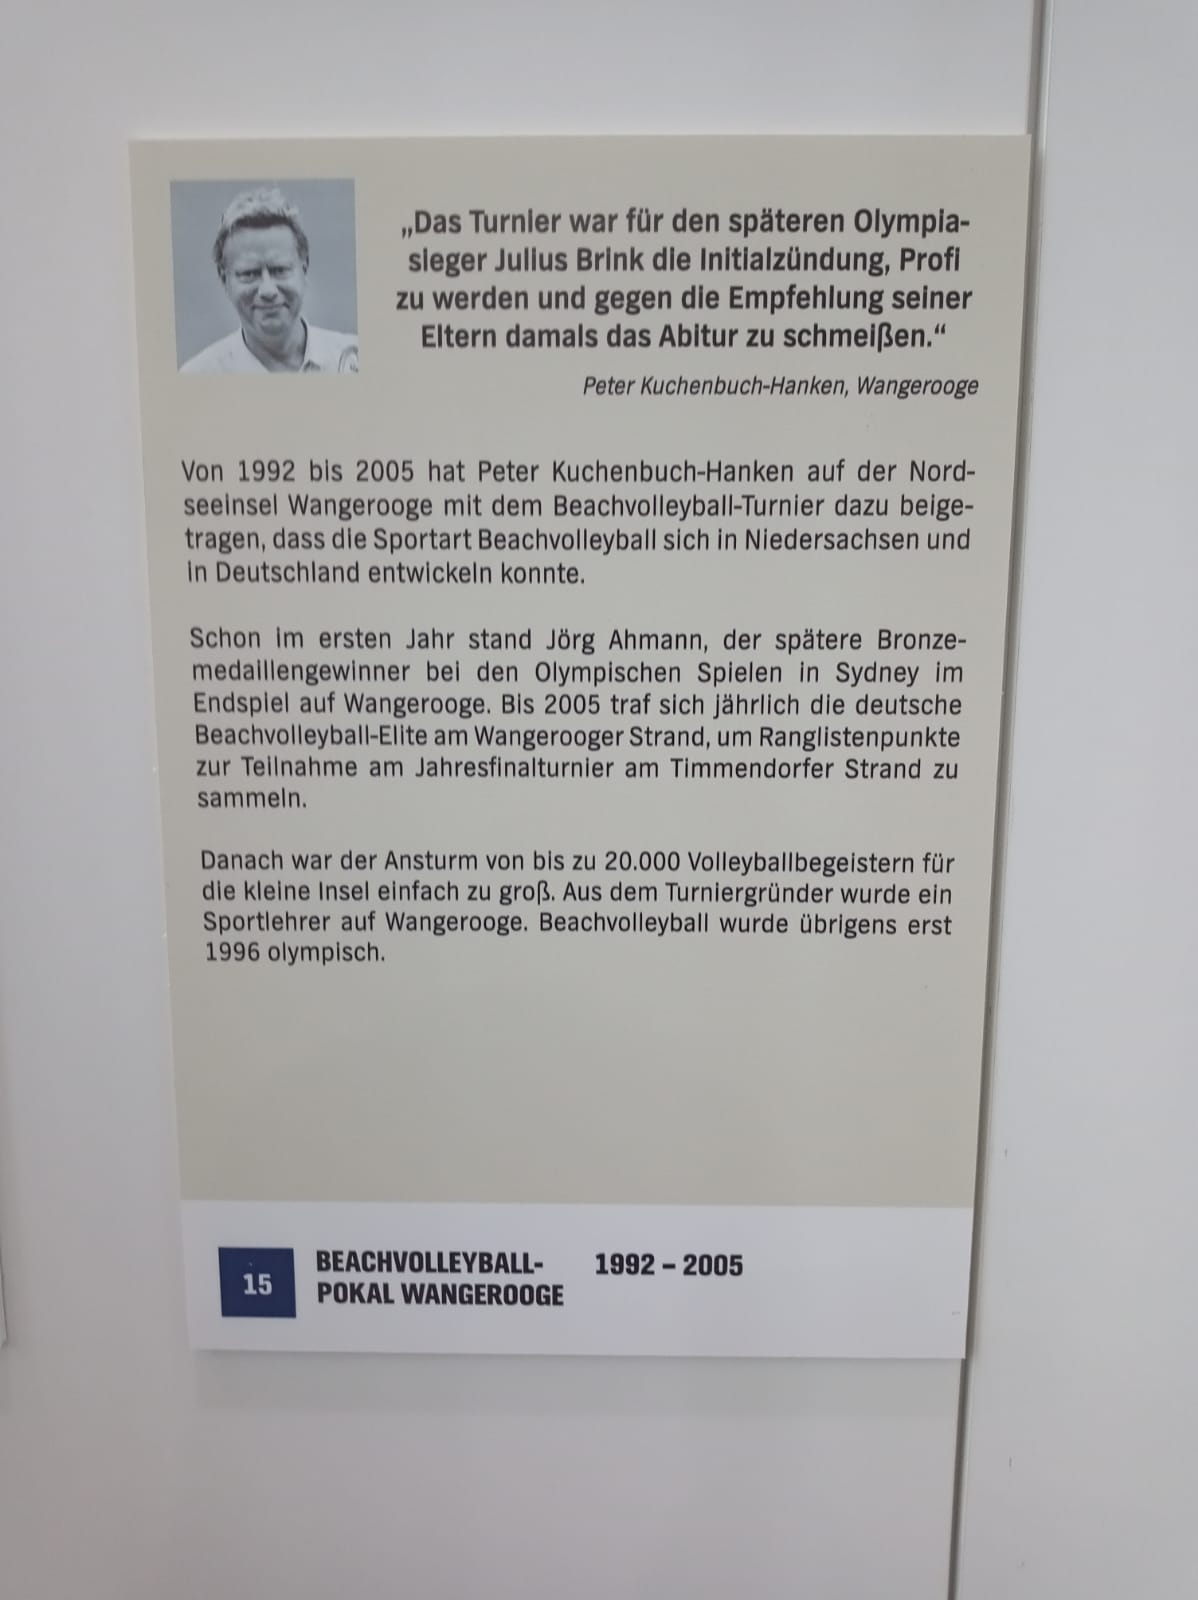 „Das Turnier war für den späteren Olympia-
sieger Julius Brink die Initialzündung, Profi
zu werden und gegen die Empfehlung seiner
Eltern damals das Abitur zu schmeißen.“
Peter Kuchenbuch-Hanken, Wangerooge
Von 1992 bis 2005 hat Peter Kuchenbuch-Hanken auf der Nord-
seeinsel Wangerooge mit dem Beachvolleyball-Turnier dazu beige-
tragen, dass die Sportart Beachvolleyball sich in Niedersachsen und
in Deutschland entwickeln konnte.
Schon im ersten Jahr stand Jörg Ahmann, der spätere Bronze-
medaillengewinner bei den Olympischen Spielen in Sydney im
Endspiel auf Wangerooge. Bis 2005 traf sich jährlich die deutsche
Beachvolleyball-Elite am Wangerooger Strand, um Ranglistenpunkte
zur Teilnahme am Jahresfinalturnier am Timmendorfer Strand zu
sammeln.
Danach war der Ansturm von bis zu 20.000 Volleyballbegeistern für
die kleine Insel einfach zu groß. Aus dem Turniergründer wurde ein
Sportlehrer auf Wangerooge. Beachvolleyball wurde übrigens erst
1996 olympisch.
15 BEACHVOLLEYBALL- 1992 – 2005
POKAL WANGEROOGE